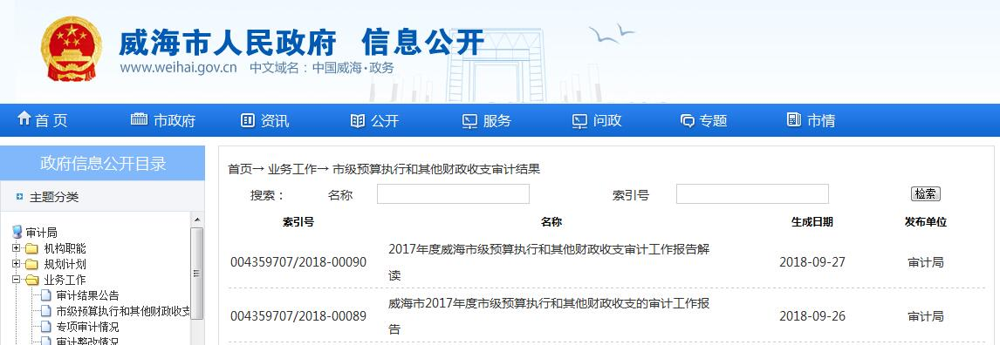 威海市人民政府 信息公开
www.weihai.gov.cn 中文域名：中国威海·政务
首页 市政府 资讯 公开 服务 问政 专题 市情
政府信息公开目录
主题分类
审计局
机构职能
规划计划
业务工作
审计结果公告
市级预算执行和其他财政收支
专项审计情况
审计整改情况
首页→ 业务工作→ 市级预算执行和其他财政收支审计结果
搜索： 名称 索引号 检索
索引号 名称 生成日期 发布单位
004359707/2018-00090 2017年度威海市级预算执行和其他财政收支审计工作报告解 2018-09-27 审计局
读
004359707/2018-00089 威海市2017年度市级预算执行和其他财政收支的审计工作报 2018-09-26 审计局
告